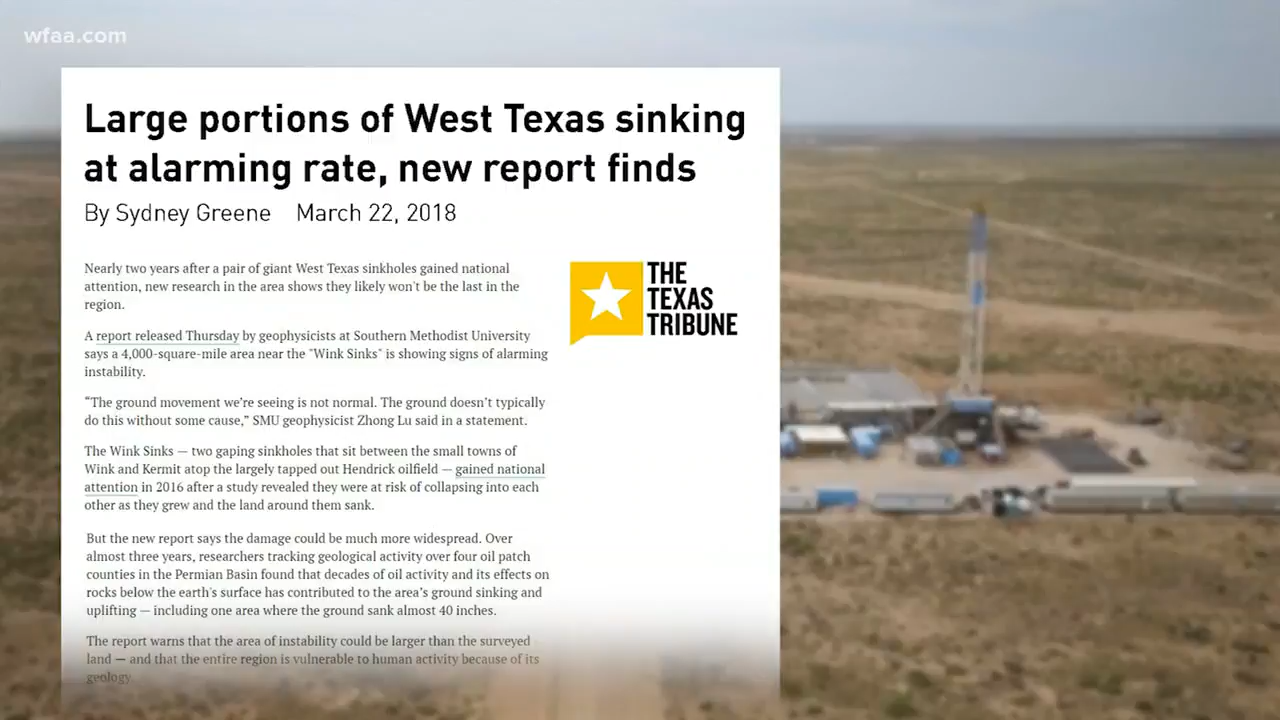 wfaa.com
Large portions of West Texas sinking
at alarming rate, new report finds
By Sydney Greene March 22, 2018
Nearly two years after a pair of giant West Texas sinkholes gained national
attention, new research in the area shows they likely won't be the last in the
region.
THE
TEXAS
TRIBUNE
A report released Thursday by geophysicists at Southern Methodist University
says a 4,000-square-mile area near the "Wink Sinks" is showing signs of alarming
instability.
“The ground movement we’re seeing is not normal. The ground doesn’t typically
do this without some cause,” SMU geophysicist Zhong Lu said in a statement.
The Wink Sinks — two gaping sinkholes that sit between the small towns of
Wink and Kermit atop the largely tapped out Hendrick oilfield — gained national
attention in 2016 after a study revealed they were at risk of collapsing into each
other as they grew and the land around them sank.
But the new report says the damage could be much more widespread. Over
almost three years, researchers tracking geological activity over four oil patch
counties in the Permian Basin found that decades of oil activity and its effects on
rocks below the earth's surface has contributed to the area’s ground sinking and
uplifting — including one area where the ground sank almost 40 inches.
The report warns that the area of instability could be larger than the surveyed
land — and that the entire region is vulnerable to human activity because of its
geology.